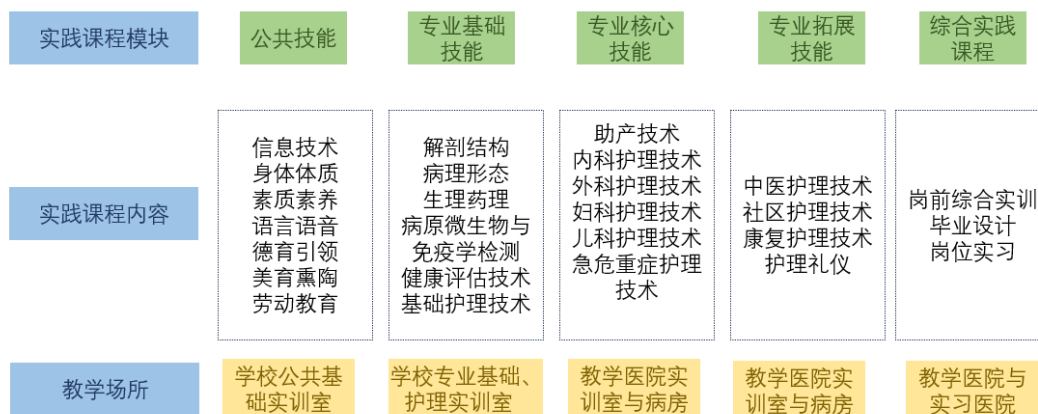 实践课程模块
公共技能
专业基础
技能
专业核心
技能
专业拓展
技能
综合实践
课程
实践课程内容
信息技术
身体体质
素质素养
语言语音
德育引领
美育熏陶
劳动教育
解剖结构
病理形态
生理药理
病原微生物与
免疫学检测
健康评估技术
基础护理技术
助产技术
内科护理技术
外科护理技术
妇科护理技术
儿科护理技术
急危重症护理
技术
中医护理技术
社区护理技术
康复护理技术
护理礼仪
岗前综合实训
毕业设计
岗位实习
教学场所
学校公共基
础实训室
学校专业基础、
护理实训室
教学医院实
训室与病房
教学医院实
训室与病房
教学医院与
实习医院